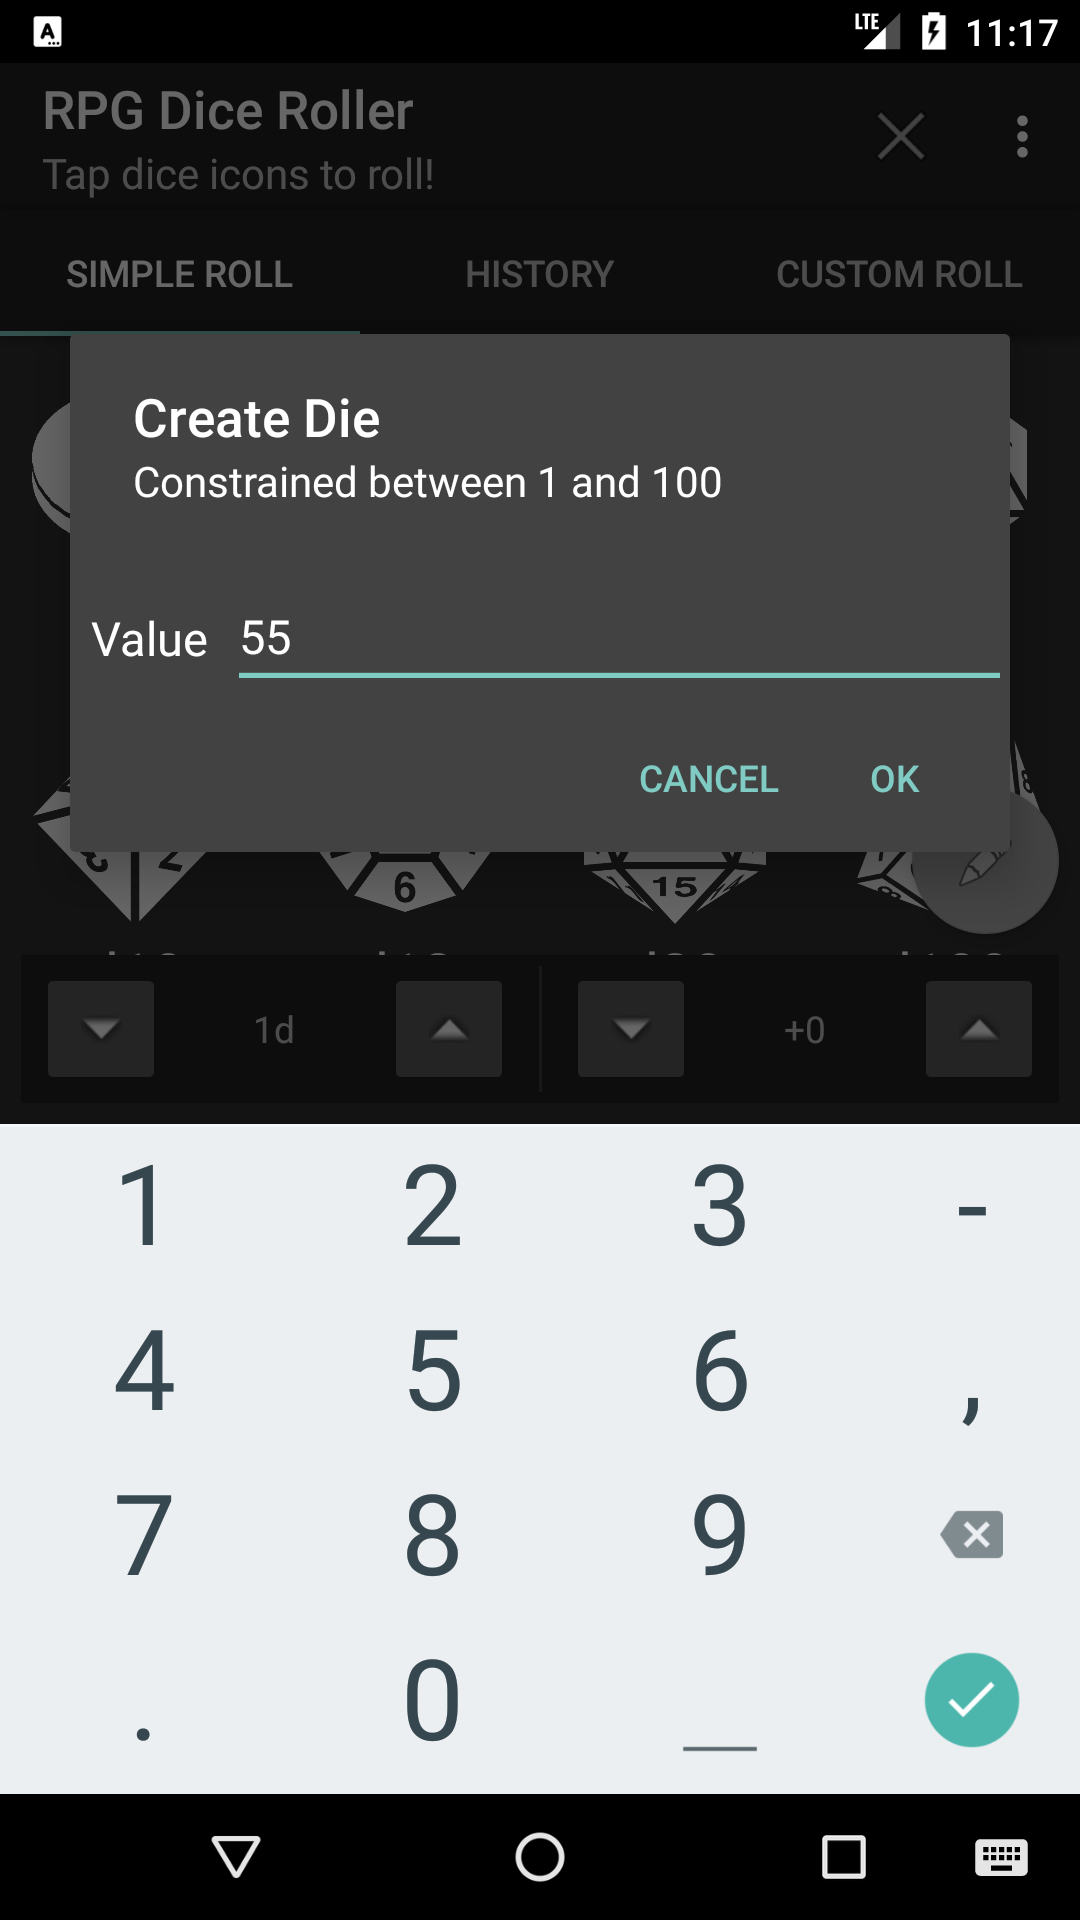 11:17
LTE
RPG Dice Roller
Tap dice icons to roll!
SIMPLE ROLL
HISTORY
CUSTOM ROLL
Create Die
Constrained between 1 and 100
Value 55
CANCEL OK
6
15
1d
+0
1 2 3 -
4 5 6 ,
7 8 9
. 0